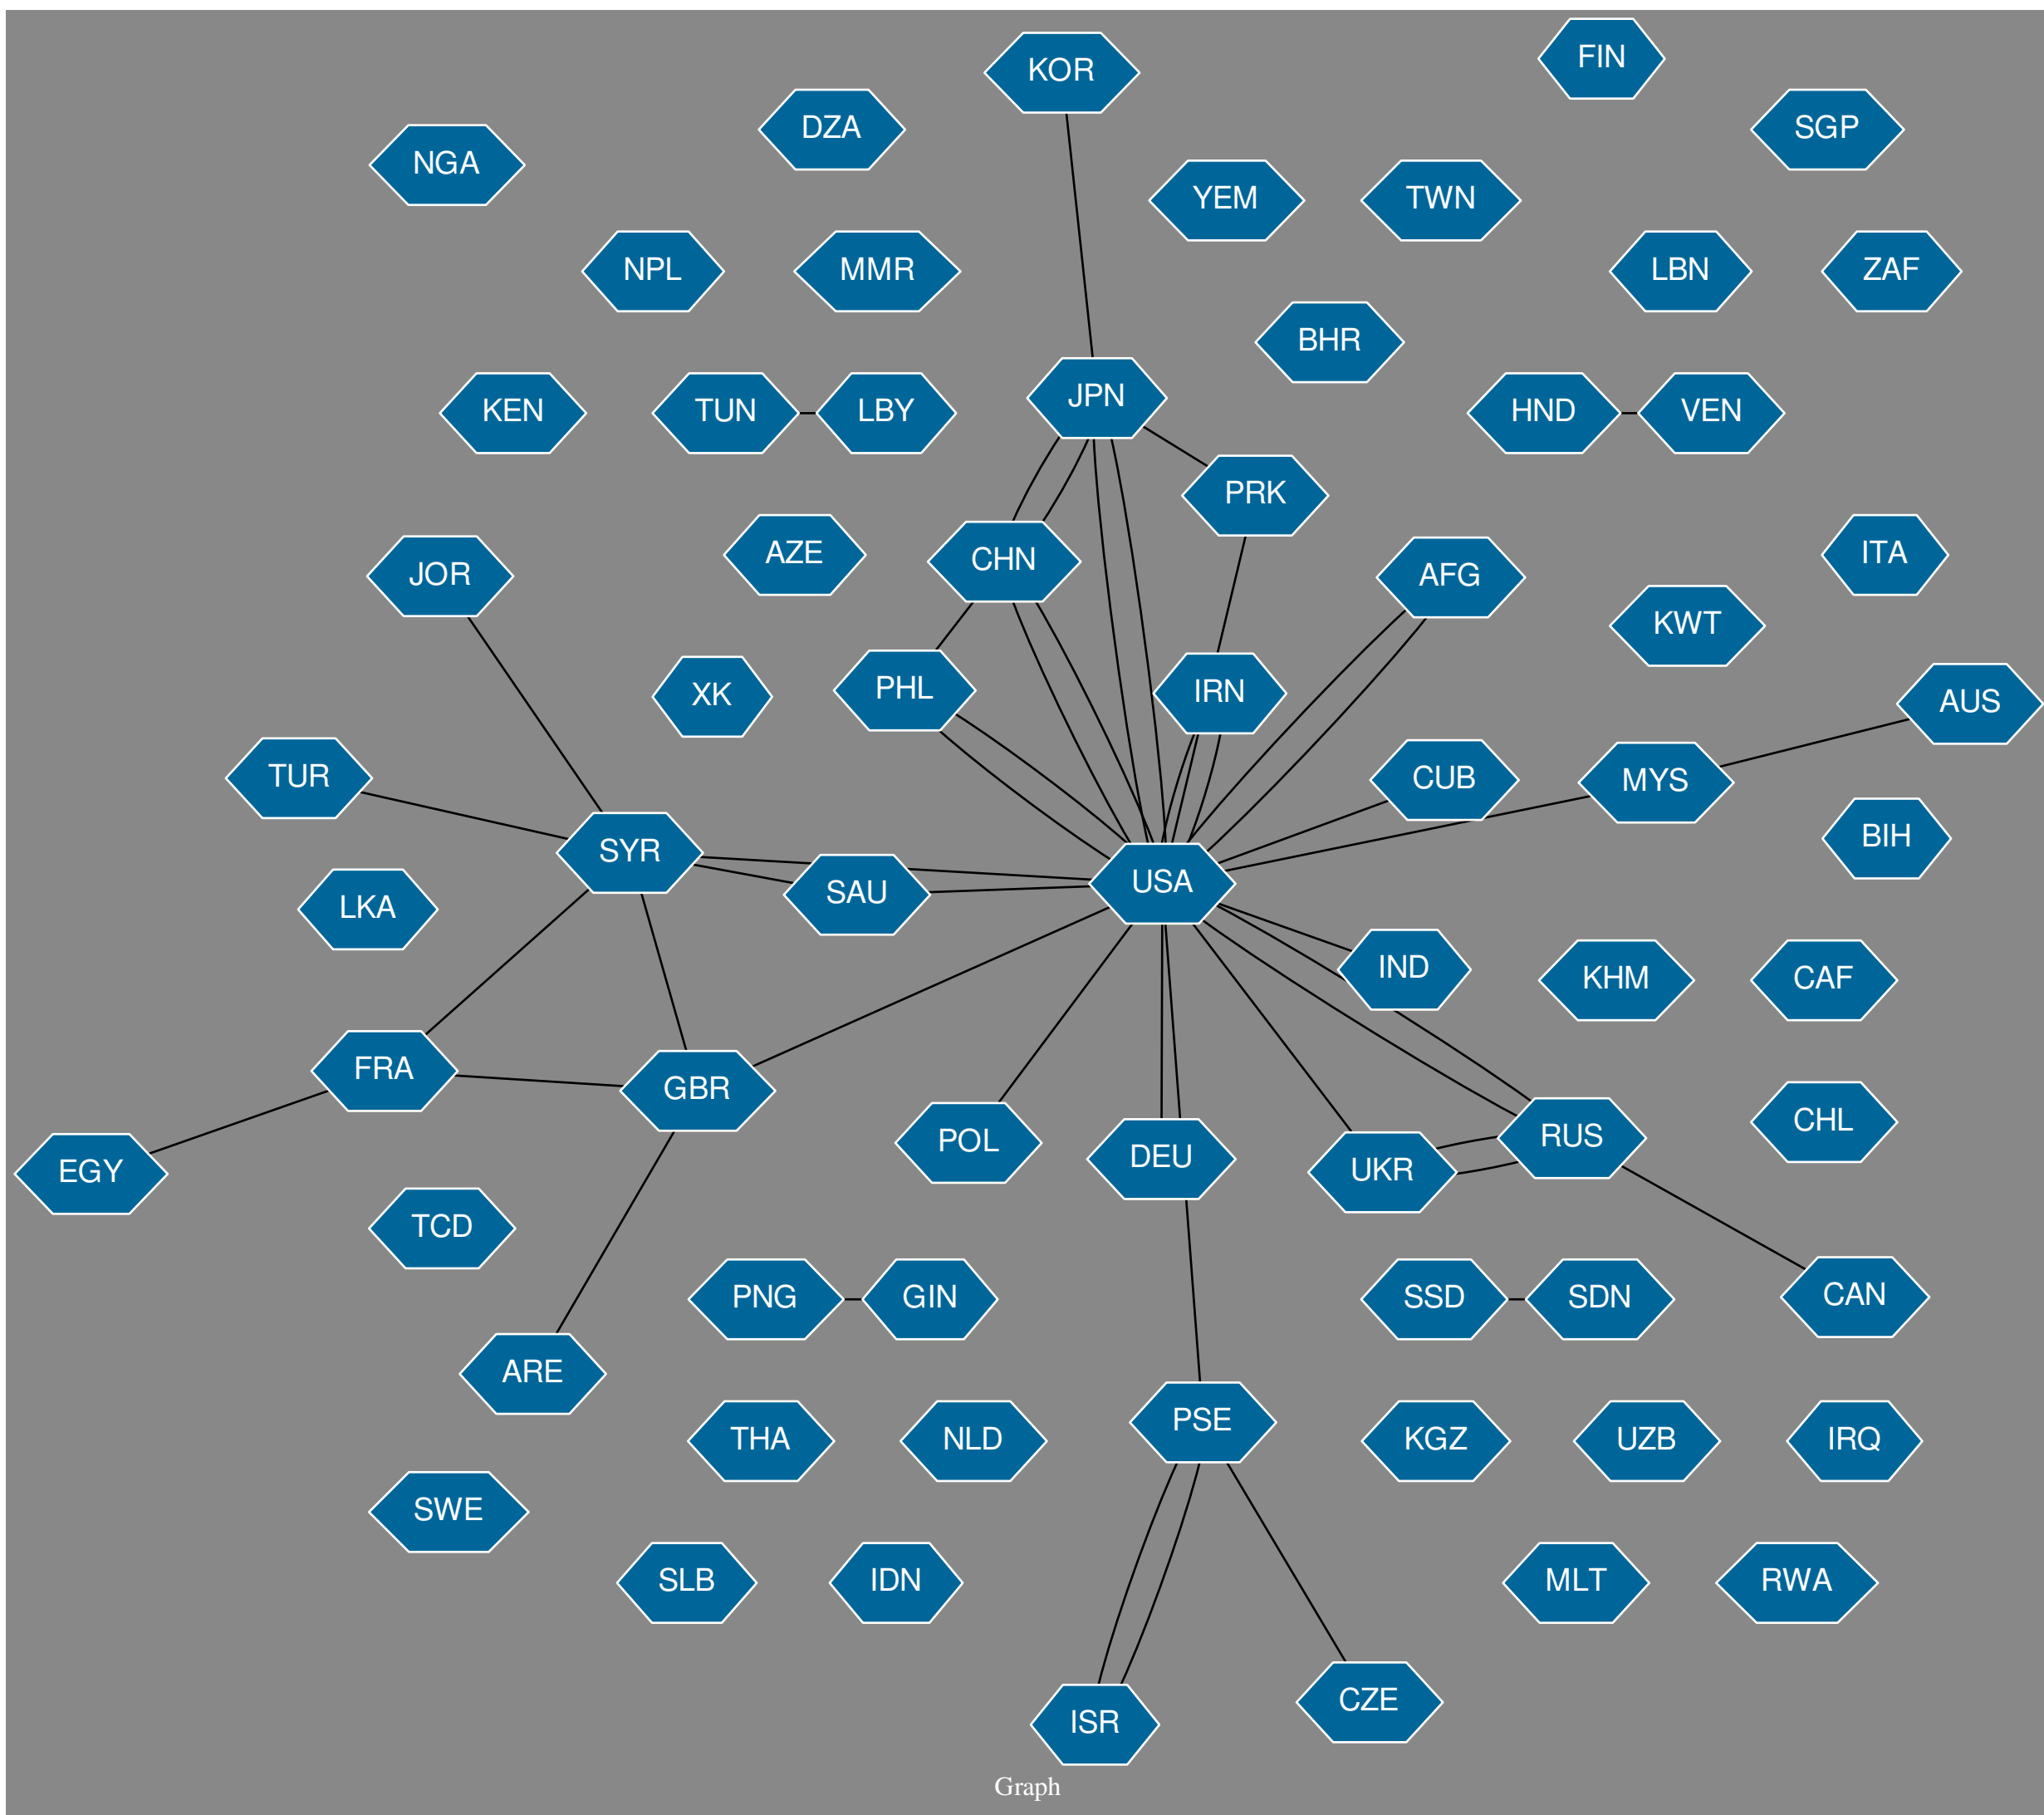 FIN
KOR
DZA
SGP
NGA
YEM
TWN
NPL
MMR
LBN
ZAF
BHR
JPN
KEN
TUN
LBY
HND
VEN
PRK
AZE
CHN
ITA
JOR
AFG
KWT
PHL
IRN
XK
AUS
TUR
CUB
MYS
BIH
SYR
USA
SAU
LKA
IND
KHM
CAF
FRA
GBR
CHL
RUS
POL
DEU
UKR
EGY
TCD
PNG
GIN
SSD
SDN
CAN
ARE
PSE
THA
NLD
KGZ
UZB
IRQ
SWE
SLB
IDN
MLT
RWA
CZE
ISR
Graph